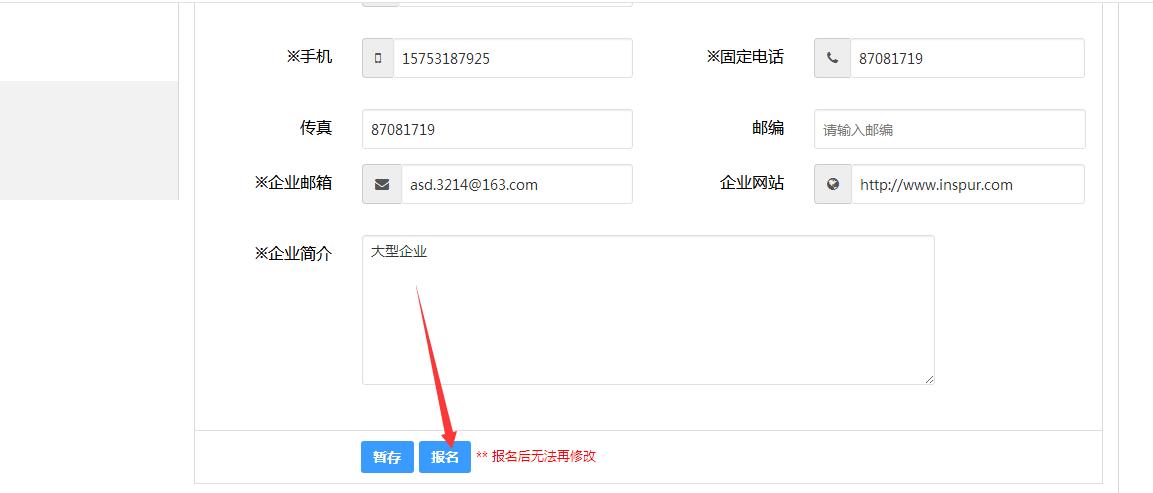 ※手机 15753187925 ※固定电话 87081719
传真 87081719 邮编 请输入邮编
※企业邮箱 asd.3214@163.com 企业网站 http://www.inspur.com
※企业简介 大型企业
暂存 报名 ** 报名后无法再修改